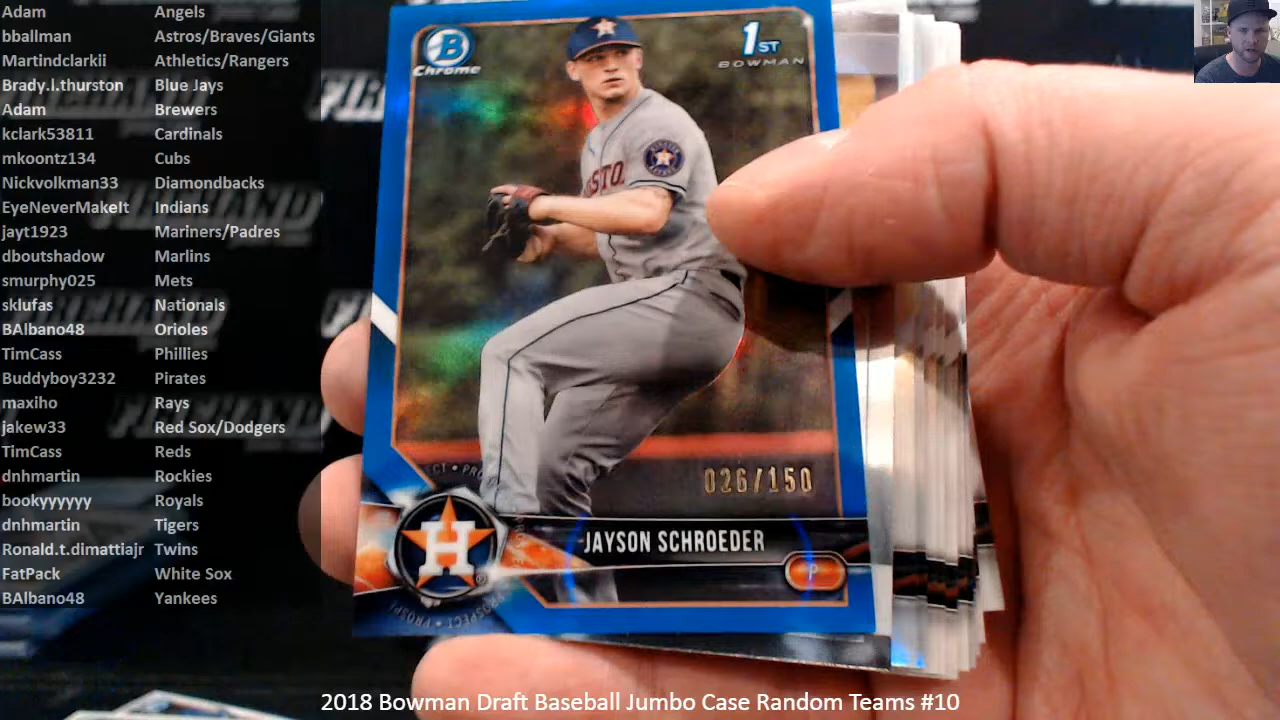 Adam Angels
bballman Astros/Braves/Giants
Martindclarkii Athletics/Rangers
Brady.l.thurston Blue Jays
Adam Brewers
kclark53811 Cardinals
mkoontz134 Cubs
Nickvolkman33 Diamondbacks
EyeNeverMakeIt Indians
jayt1923 Mariners/Padres
dboutshadow Marlins
smurphy025 Mets
sklufas Nationals
BAlbano48 Orioles
TimCass Phillies
Buddyboy3232 Pirates
maxiho Rays
jakew33 Red Sox/Dodgers
TimCass Reds
dnhmartin Rockies
bookyyyyyy Royals
dnhmartin Tigers
Ronald.t.dimattiajr Twins
FatPack White Sox
BAlbano48 Yankees
B
Chrome
1ST
BOWMAN
026/150
JAYSON SCHROEDER
P
H
2018 Bowman Draft Baseball Jumbo Case Random Teams #10